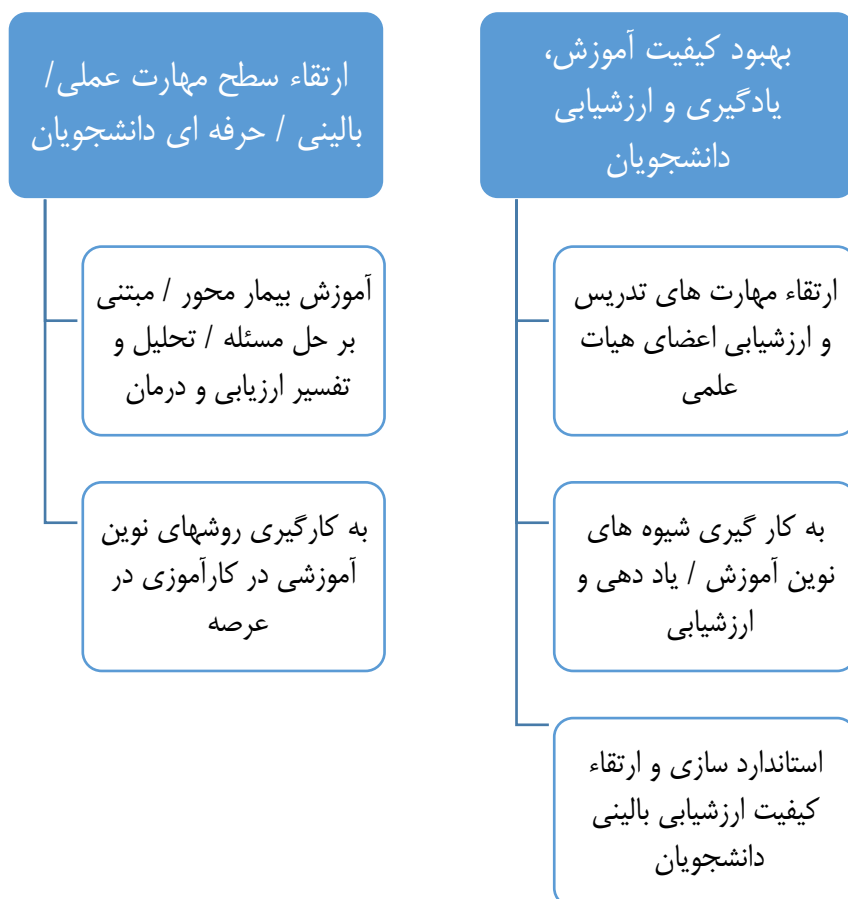 بهبود کیفیت آموزش،
یادگیری و ارزشیابی
دانشجویان
ارتقاء مهارت های تدریس
و ارزشیابی اعضای هیات
علمی
به کار گیری شیوه های
نوین آموزش / یاد دهی و
ارزشیابی
استاندارد سازی و ارتقاء
کیفیت ارزشیابی بالینی
دانشجویان
ارتقاء سطح مهارت عملی/
بالینی / حرفه ای دانشجویان
آموزش بیمار محور / مبتنی
بر حل مسئله / تحلیل و
تفسیر ارزیابی و درمان
به کارگیری روشهای نوین
آموزشی در کارآموزی در
عرصه